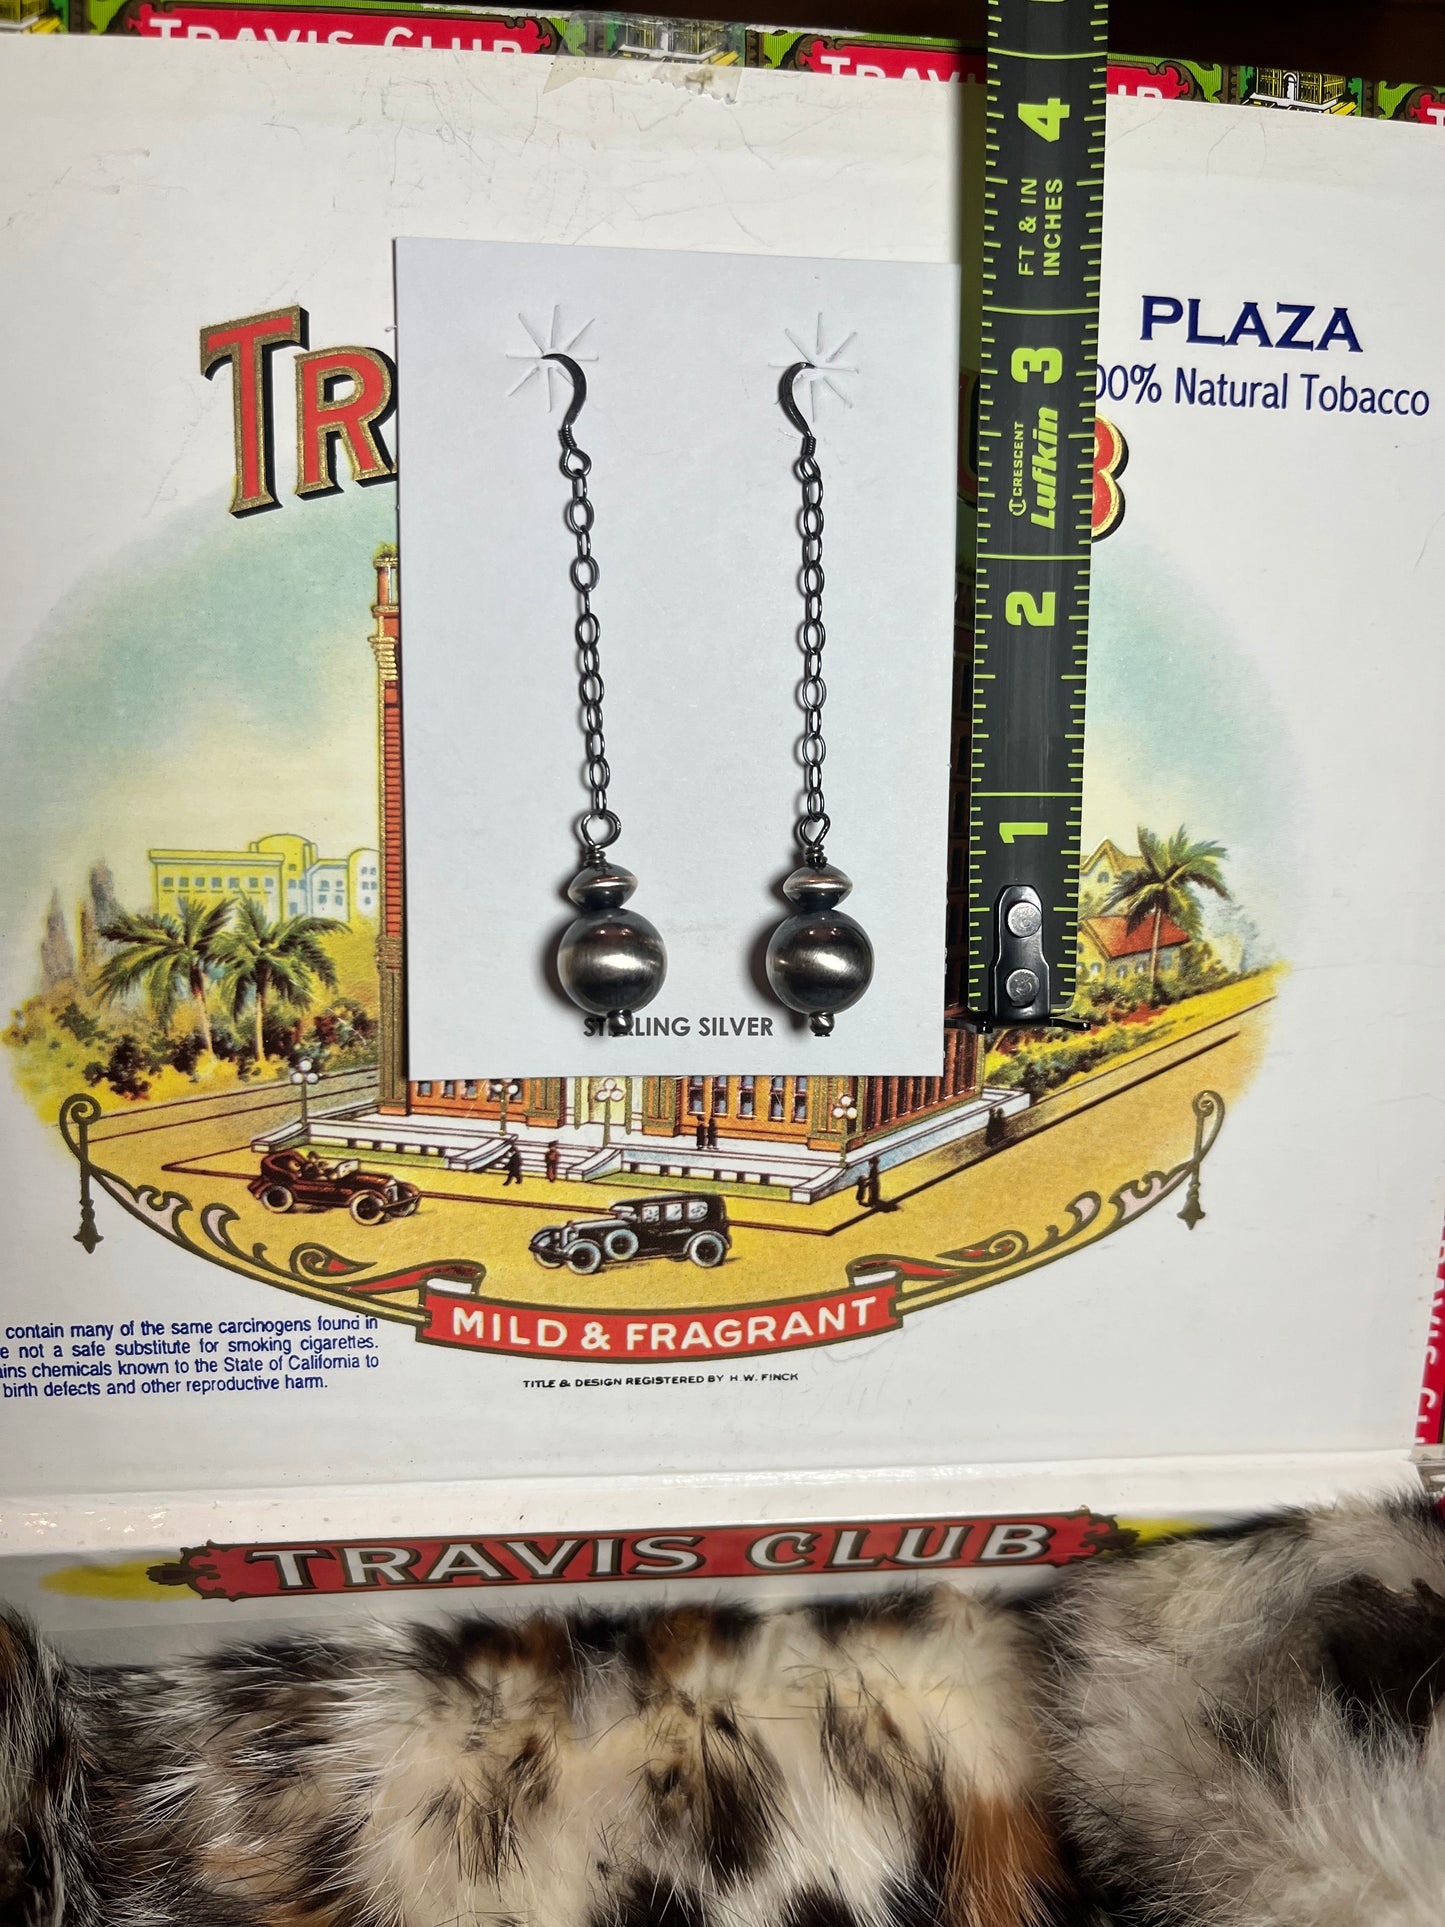 TRAVIS CLUB
4
FT & IN
INCHES
PLAZA
00% Natural Tobacco
3
CRESCENT
Lufkin
2
1
STERLING SILVER
MILD & FRAGRANT
TITLE & DESIGN REGISTERED BY H.W. FINCK
contain many of the same carcinogens found in
e not a safe substitute for smoking cigarettes.
ins chemicals known to the State of California to
birth defects and other reproductive harm.
TRAVIS CLUB